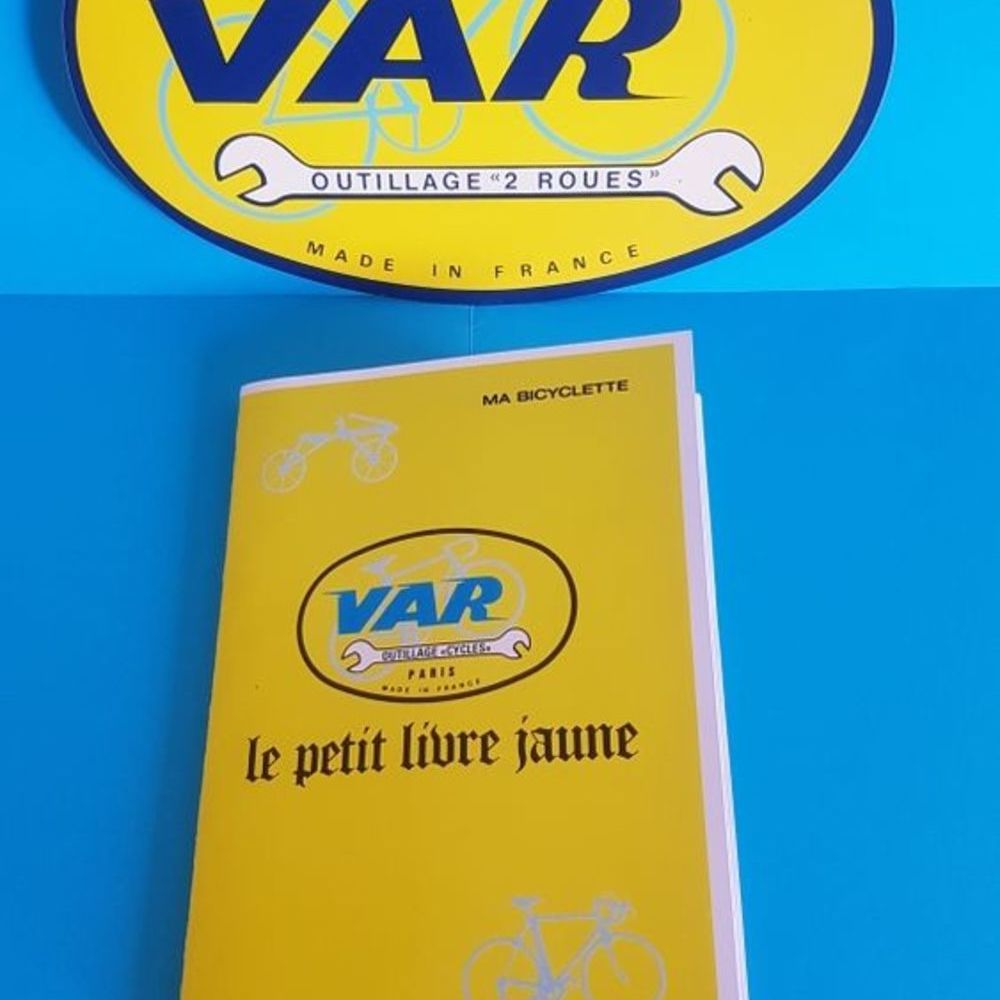 VAR
OUTILLAGE «2 ROUES»
MADE IN FRANCE
MA BICYCLETTE
VAR
OUTILLAGE «CYCLES»
PARIS
MADE IN FRANCE
le petit livre jaune